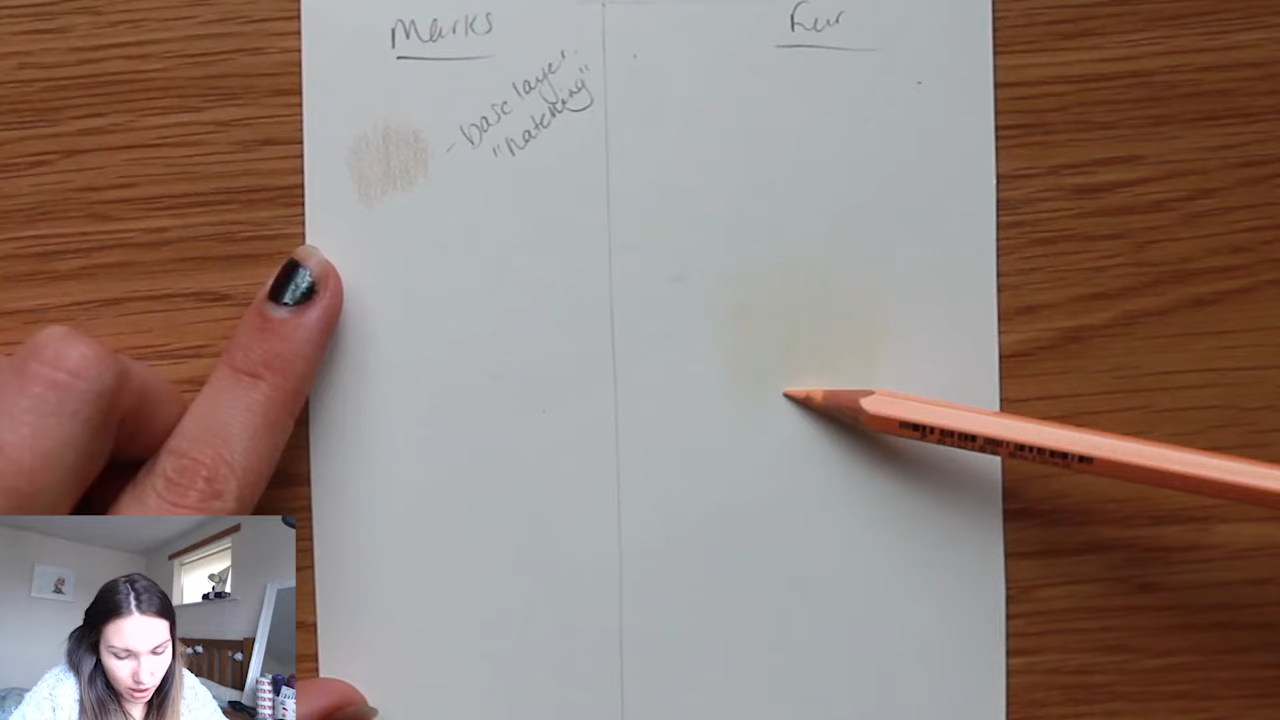 Marks
Fur
- base layer.
"hatching"